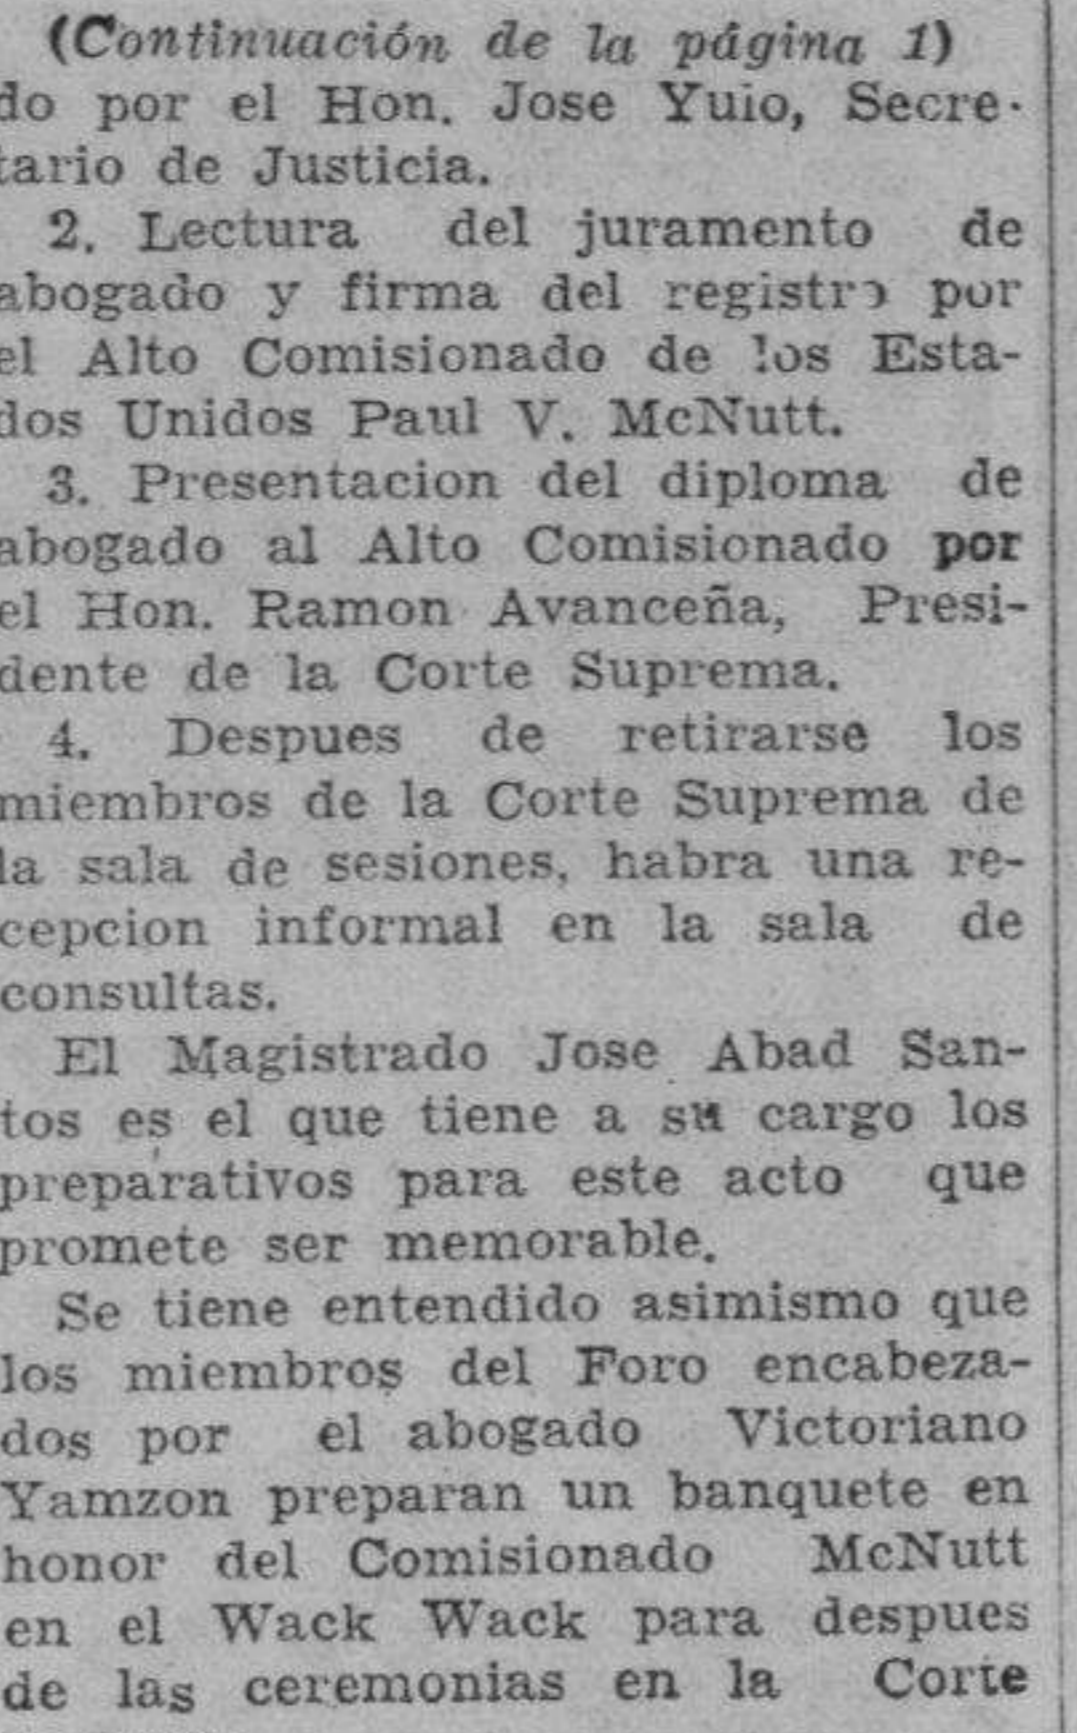 (Continuación de la página 1)
do por el Hon. Jose Yuio, Secre-
tario de Justicia.
2. Lectura del juramento de
abogado y firma del registro por
el Alto Comisionado de los Esta-
dos Unidos Paul V. McNutt.
3. Presentacion del diploma de
abogado al Alto Comisionado por
el Hon. Ramon Avanceña, Presi-
dente de la Corte Suprema.
4. Despues de retirarse los
miembros de la Corte Suprema de
la sala de sesiones, habra una re-
cepcion informal en la sala de
consultas.
El Magistrado Jose Abad San-
tos es el que tiene a su cargo los
preparativos para este acto que
promete ser memorable.
Se tiene entendido asimismo que
los miembros del Foro encabeza-
dos por el abogado Victoriano
Yamzon preparan un banquete en
honor del Comisionado McNutt
en el Wack Wack para despues
de las ceremonias en la Corte